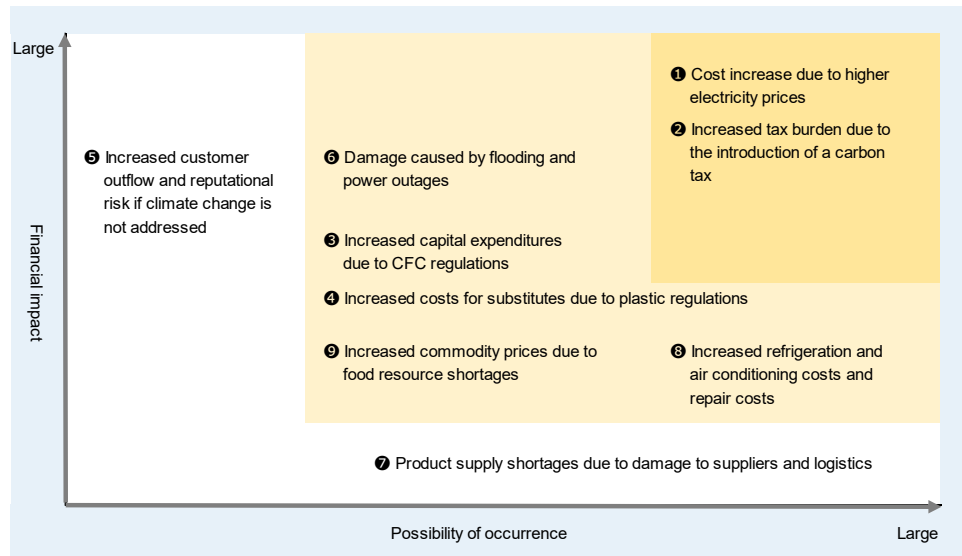 Large
❶ Cost increase due to higher
electricity prices
❷ Increased tax burden due to
the introduction of a carbon
tax
❺ Increased customer
outflow and reputational
risk if climate change is
not addressed
❻ Damage caused by flooding and
power outages
❸ Increased capital expenditures
due to CFC regulations
❹ Increased costs for substitutes due to plastic regulations
❾ Increased commodity prices due to
food resource shortages
❽ Increased refrigeration and
air conditioning costs and
repair costs
❼ Product supply shortages due to damage to suppliers and logistics
Financial impact
Possibility of occurrence
Large